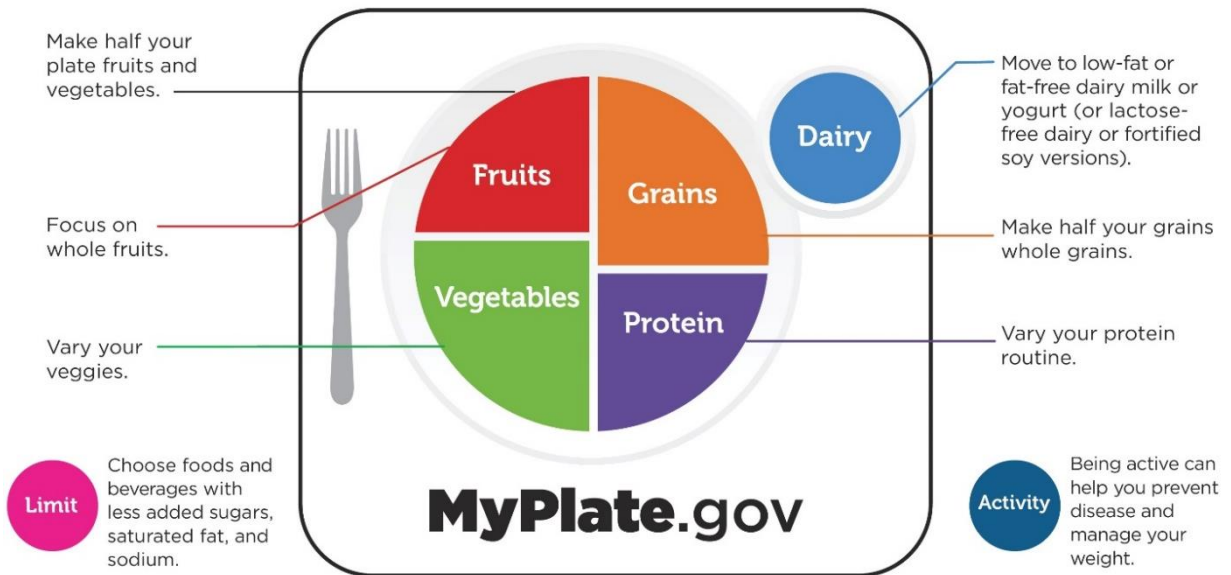 Make half your
plate fruits and
vegetables.
Focus on
whole fruits.
Vary your
veggies.
Fruits
Grains
Vegetables
Protein
Dairy
Move to low-fat or
fat-free dairy milk or
yogurt (or lactose-
free dairy or fortified
soy versions).
Make half your grains
whole grains.
Vary your protein
routine.
Limit
Choose foods and
beverages with
less added sugars,
saturated fat, and
sodium.
MyPlate.gov
Activity
Being active can
help you prevent
disease and
manage your
weight.